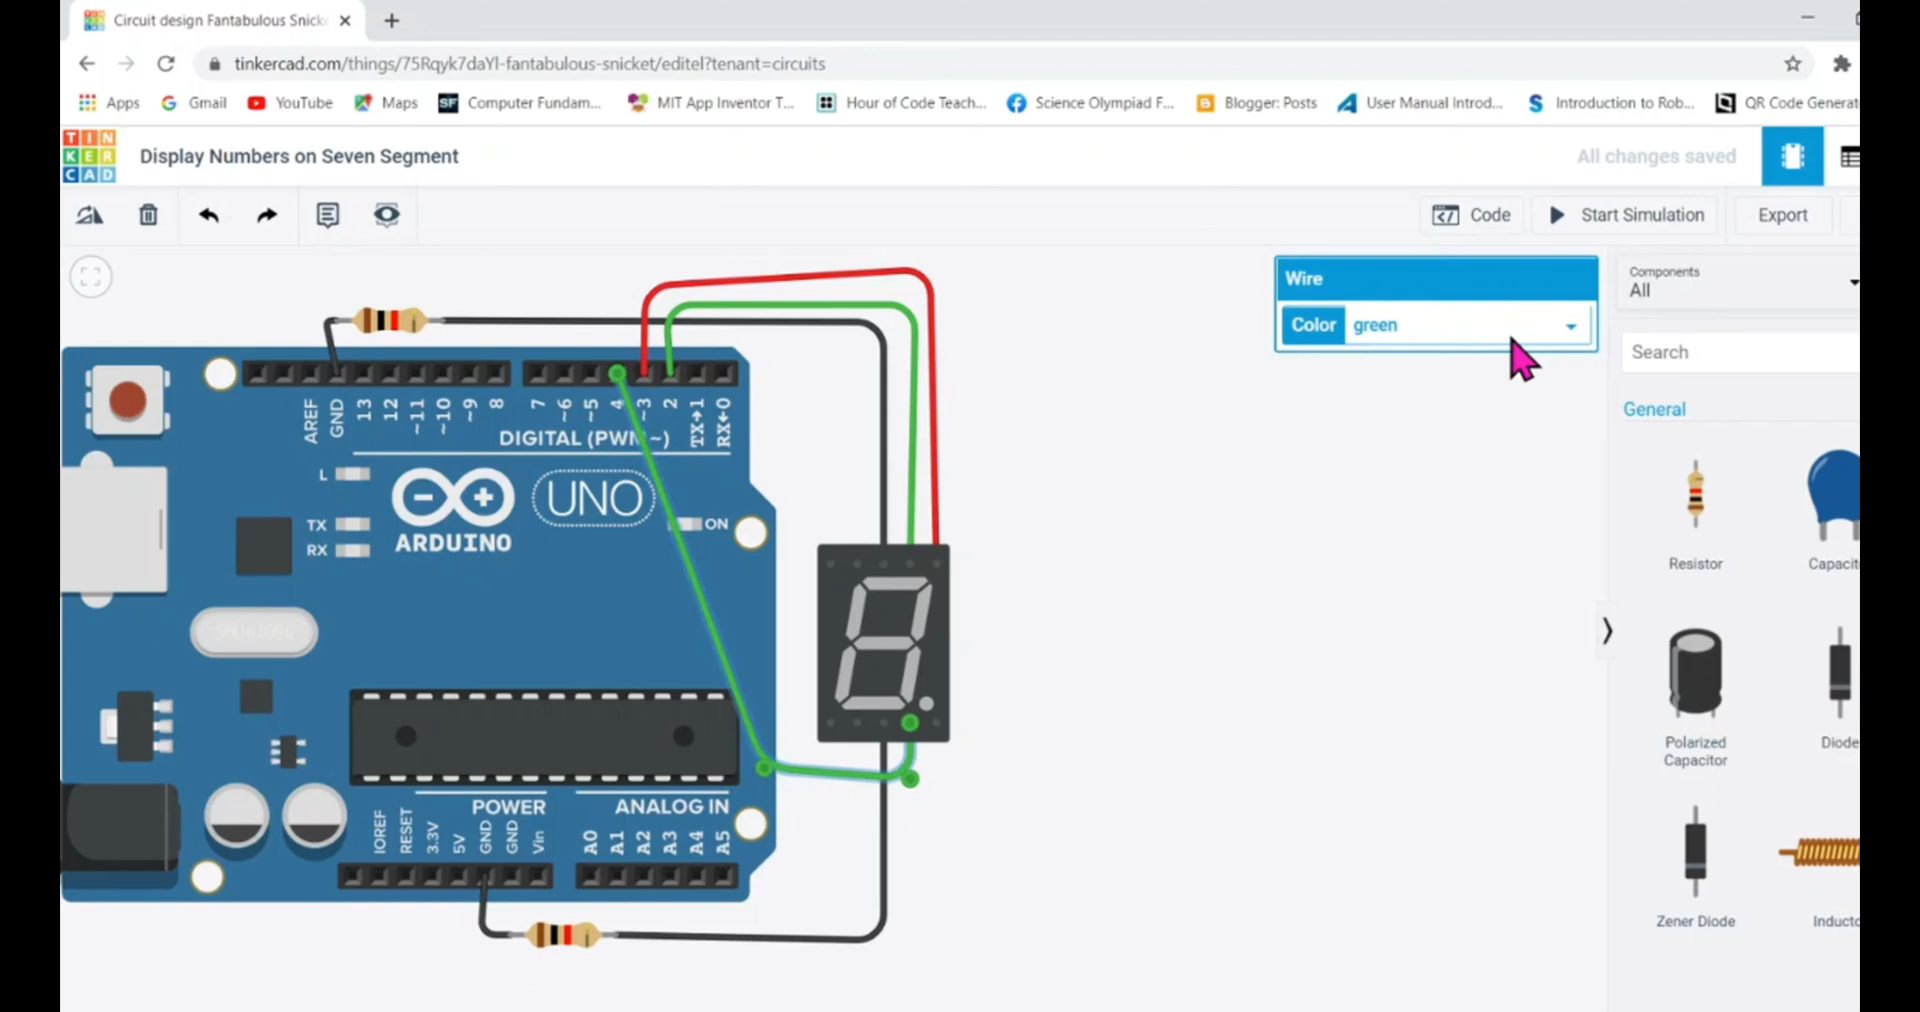 Circuit design Fantabulous Snick
tinkercad.com/things/75Rqyk7daYl-fantabulous-snicket/editel?tenant=circuits
Apps Gmail YouTube Maps Computer Fundam... MIT App Inventor T... Hour of Code Teach... Science Olympiad F... Blogger: Posts User Manual Introd... Introduction to Rob... QR Code Generat
TIN
KER
CAD
Display Numbers on Seven Segment
All changes saved
Code
Start Simulation
Export
Wire
Color green
Components
All
Search
General
Resistor
Capacit
Polarized
Capacitor
Diode
Zener Diode
Inducto
AREF GND 13 12 ~11 ~10 ~9 8 7 ~6 ~5 4 ~3 2 TX→1 RX←0
DIGITAL (PWM ~)
L
TX
RX
UNO
ON
ARDUINO
POWER
ANALOG IN
IOREF RESET 3.3V 5V GND GND Vin A0 A1 A2 A3 A4 A5